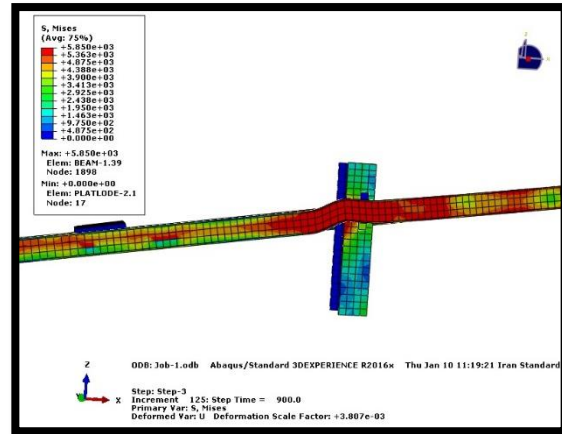 S, Mises
(Avg: 75%)
+5.850e+03
+5.363e+03
+4.875e+03
+4.388e+03
+3.900e+03
+3.413e+03
+2.925e+03
+2.438e+03
+1.950e+03
+1.463e+03
+9.750e+02
+4.875e+02
+0.000e+00
Max: +5.850e+03
Elem: BEAM-1.39
Node: 1898
Min: +0.000e+00
Elem: PLATLODE-2.1
Node: 17
Z
X
ODB: Job-1.odb Abaqus/Standard 3DEXPERIENCE R2016x Thu Jan 10 11:19:21 Iran Standard
Step: Step-3
Increment 125: Step Time = 900.0
Primary Var: S, Mises
Deformed Var: U Deformation Scale Factor: +3.807e-03